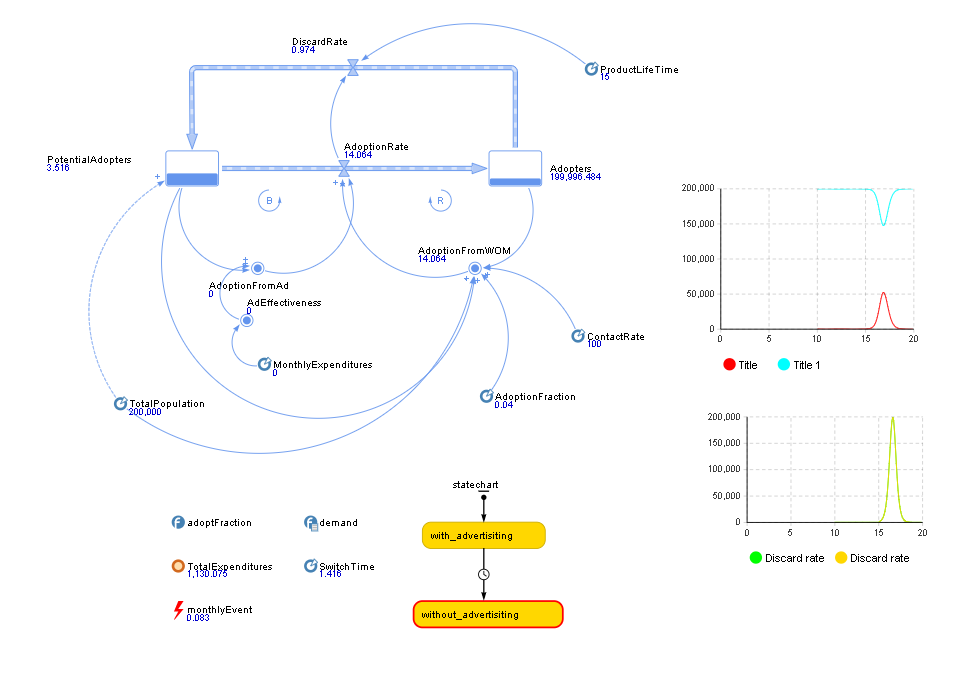 DiscardRate
0.974
ProductLifeTime
15
PotentialAdopters
3.516
AdoptionRate
14.064
Adopters
199,996.484
+
+
B
R
AdoptionFromWOM
14.064
+
+
+
+
+
AdoptionFromAd
0
AdEffectiveness
0
ContactRate
100
MonthlyExpenditures
0
AdoptionFraction
0.04
TotalPopulation
200,000
200,000
150,000
100,000
50,000
0
0
5
10
15
20
Title
Title 1
200,000
150,000
100,000
50,000
0
0
5
10
15
20
Discard rate
Discard rate
statechart
with_advertisiting
without_advertisiting
F adoptFraction
F demand
TotalExpenditures
1,130.075
SwitchTime
1.416
monthlyEvent
0.083